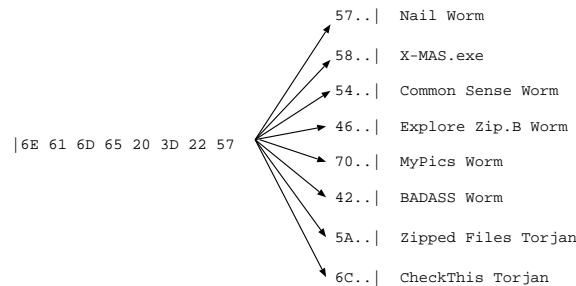 57..| Nail Worm
58..| X-MAS.exe
54..| Common Sense Worm
46..| Explore Zip.B Worm
|6E 61 6D 65 20 3D 22 57
70..| MyPics Worm
42..| BADASS Worm
5A..| Zipped Files Torjan
6C..| CheckThis Torjan